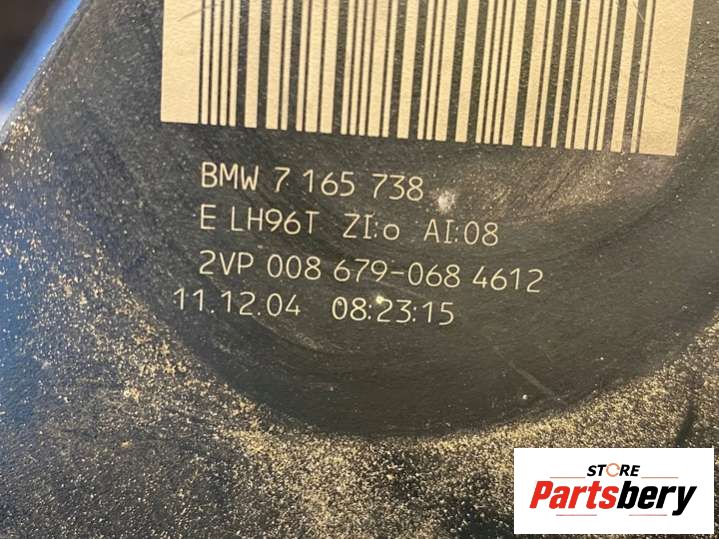 BMW 7 165 738
E LH96T ZI:o AI:08
2VP 008 679-068 4612
11.12.04 08:23:15
STORE
Partsbery